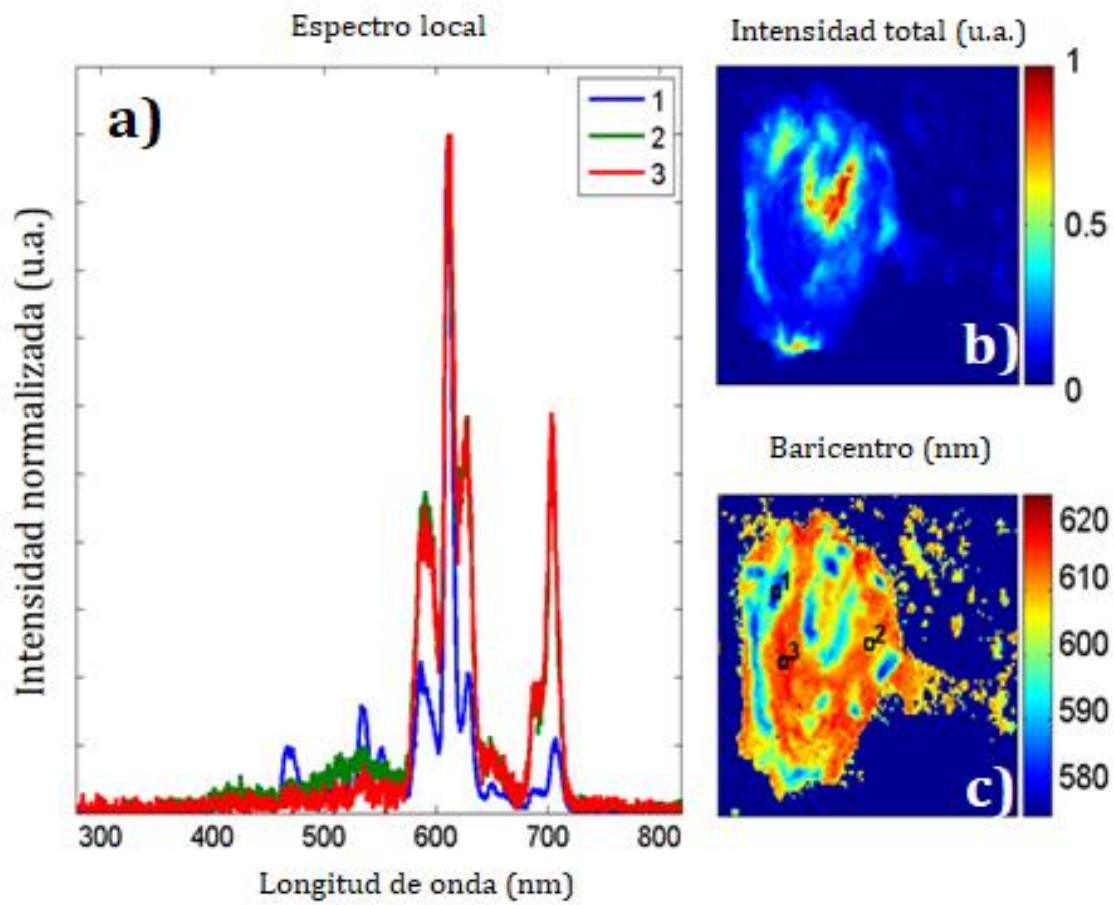 Espectro local
a)
1
2
3
Intensidad normalizada (u.a.)
300 400 500 600 700 800
Longitud de onda (nm)
Intensidad total (u.a.)
b)
1
0.5
0
Baricentro (nm)
1
2
3
c)
620
610
600
590
580